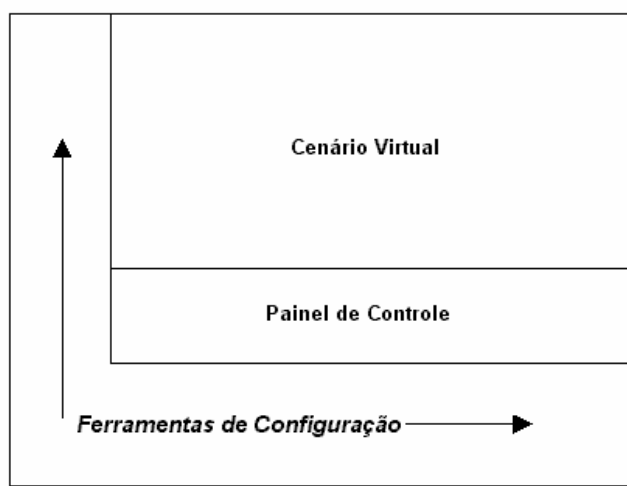 Cenário Virtual
Painel de Controle
Ferramentas de Configuração